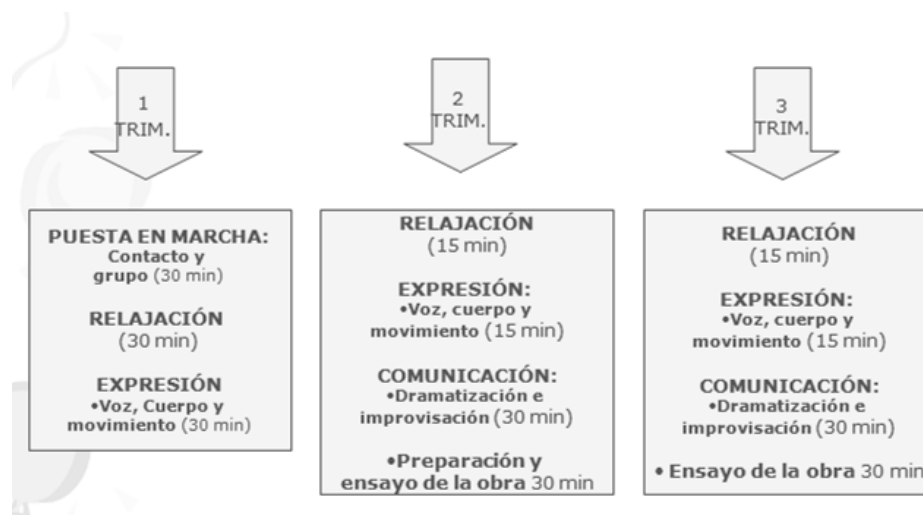 1
TRIM.
PUESTA EN MARCHA:
Contacto y
grupo (30 min)
RELAJACIÓN
(30 min)
EXPRESIÓN
•Voz, Cuerpo y
movimiento (30 min)
2
TRIM.
RELAJACIÓN
(15 min)
EXPRESIÓN:
•Voz, cuerpo y
movimiento (15 min)
COMUNICACIÓN:
•Dramatización e
improvisación (30 min)
•Preparación y
ensayo de la obra 30 min
3
TRIM.
RELAJACIÓN
(15 min)
EXPRESIÓN:
•Voz, cuerpo y
movimiento (15 min)
COMUNICACIÓN:
•Dramatización e
improvisación (30 min)
• Ensayo de la obra 30 min